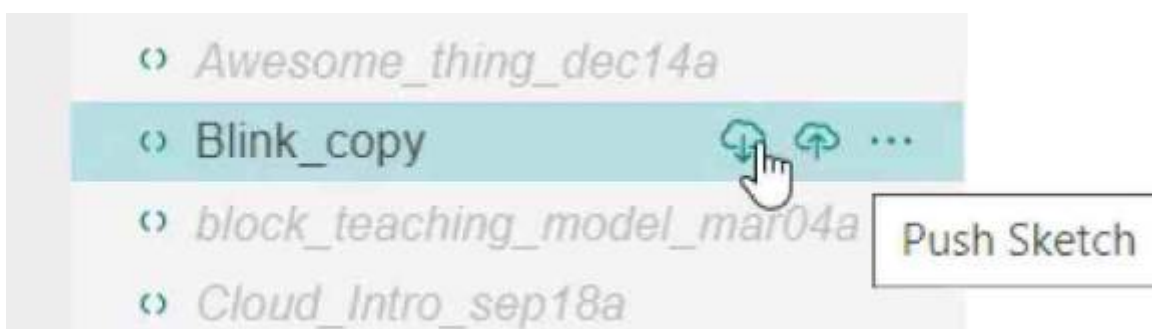 Awesome_thing_dec14a
Blink_copy
block_teaching_model_mar04a
Push Sketch
Cloud_Intro_sep18a